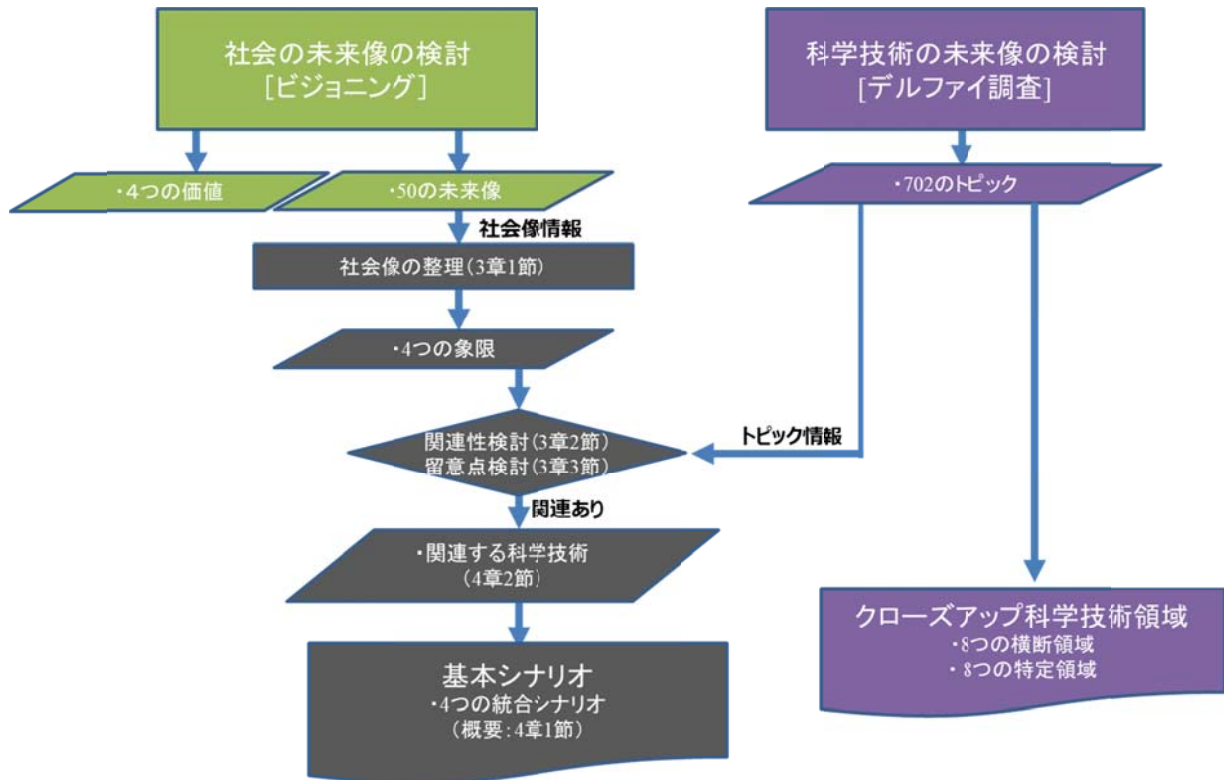 社会の未来像の検討
[ビジョニング]
科学技術の未来像の検討
[デルファイ調査]
・4つの価値
・50の未来像
・702のトピック
社会像情報
社会像の整理(3章1節)
・4つの象限
関連性検討(3章2節)
留意点検討(3章3節)
トピック情報
関連あり
・関連する科学技術
(4章2節)
クローズアップ科学技術領域
・8つの横断領域
・8つの特定領域
基本シナリオ
・4つの統合シナリオ
(概要:4章1節)